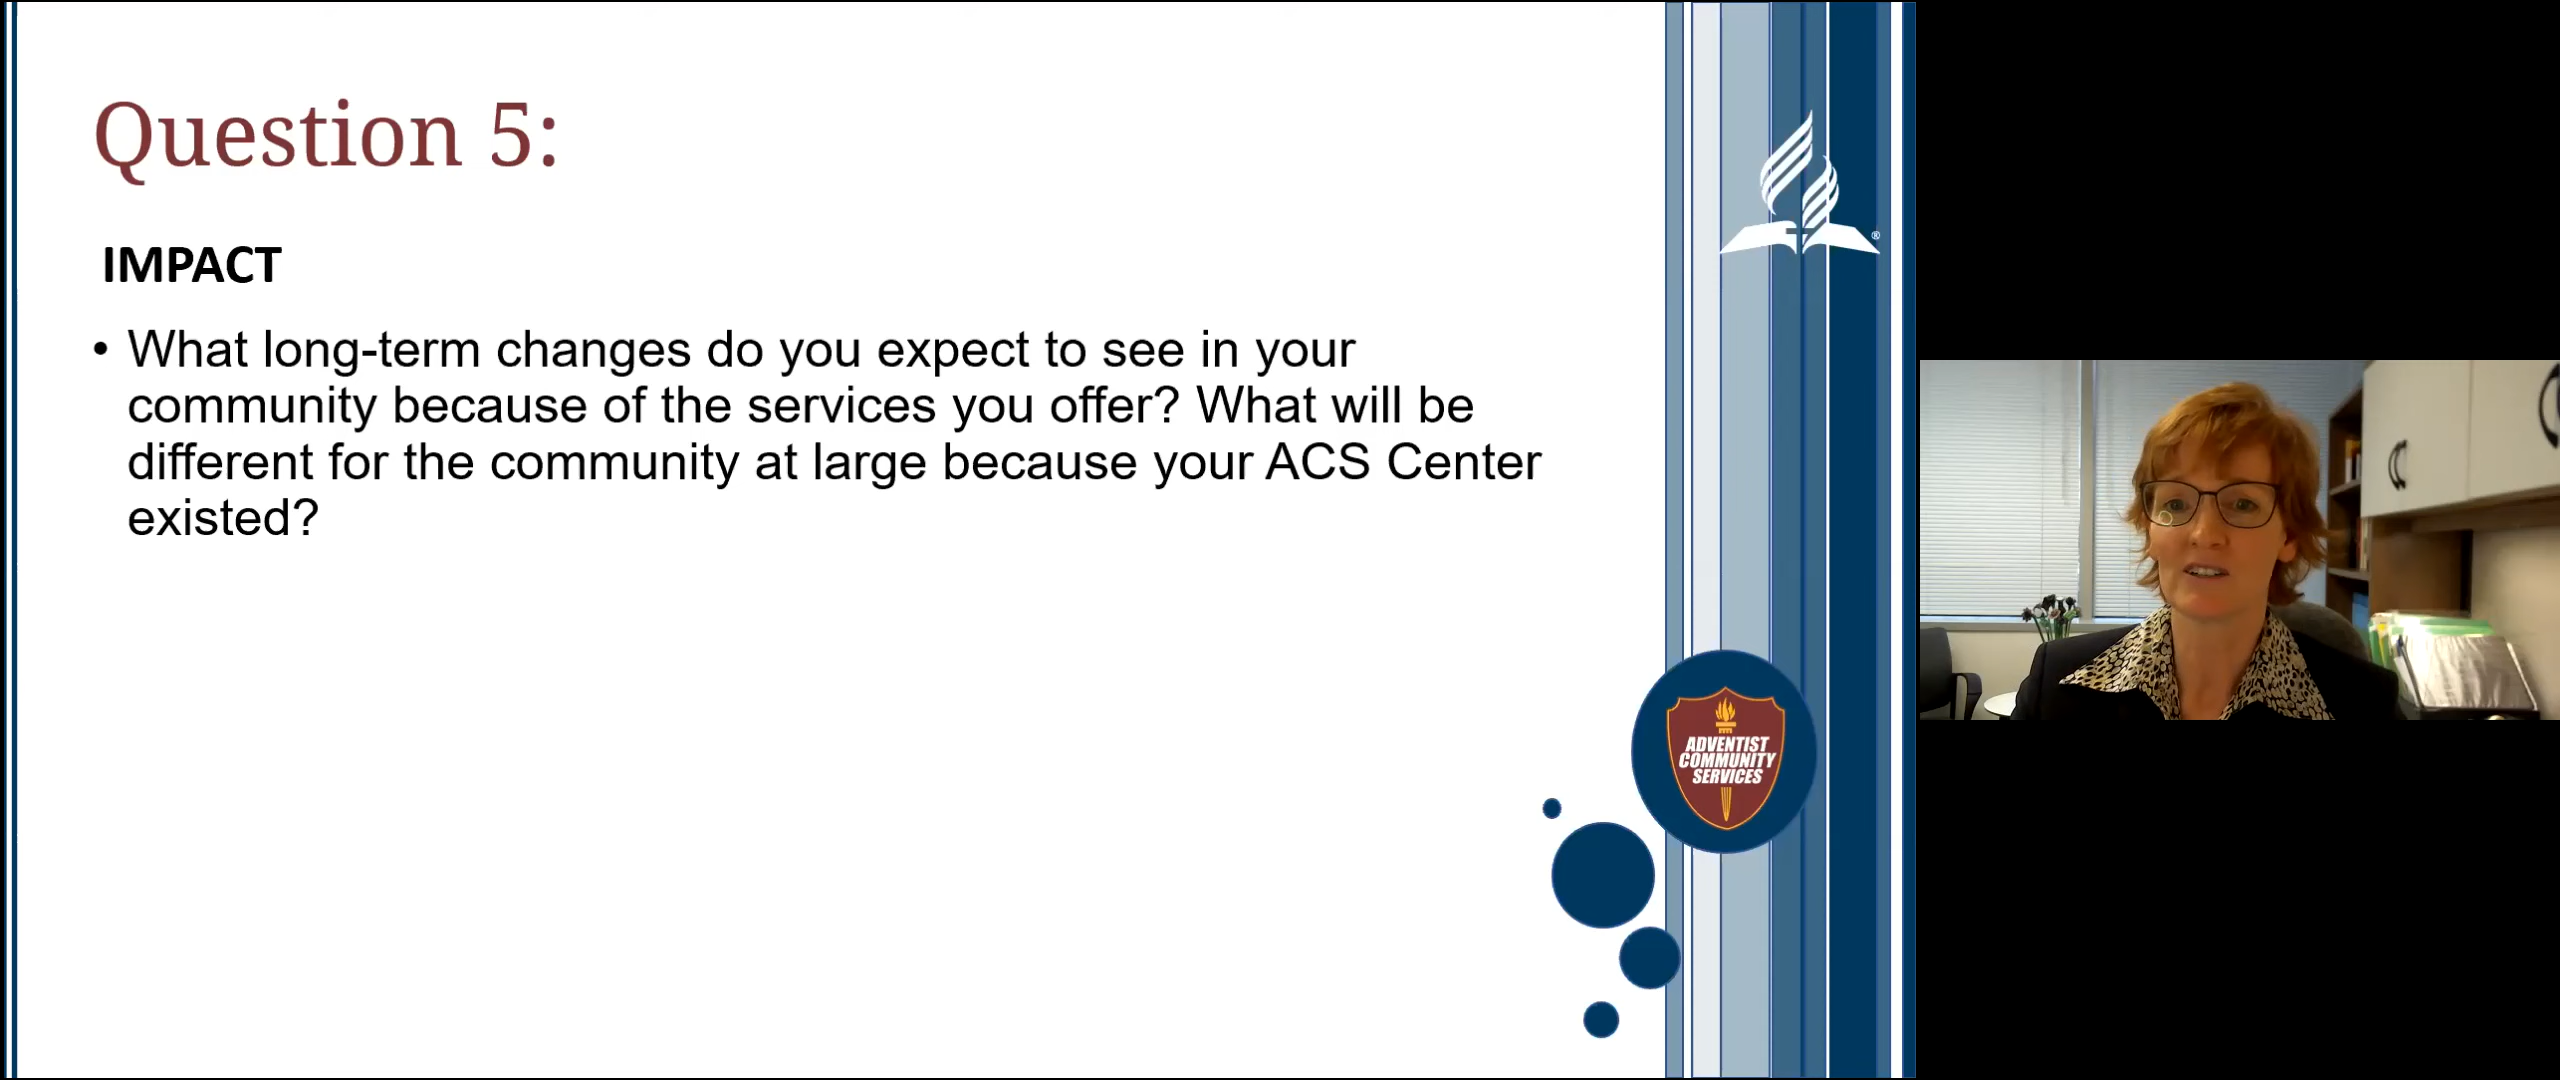 Question 5:
IMPACT
• What long-term changes do you expect to see in your
community because of the services you offer? What will be
different for the community at large because your ACS Center
existed?
®
ADVENTIST
COMMUNITY
SERVICES